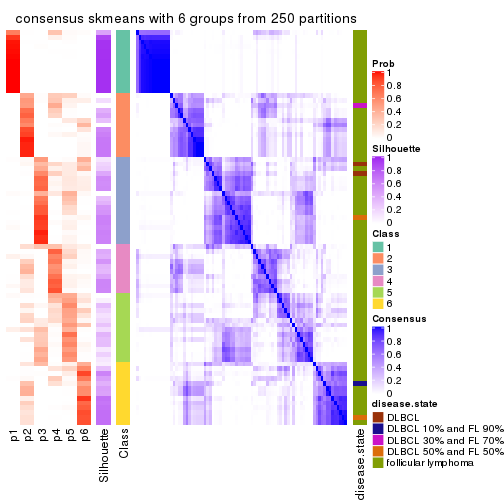 consensus skmeans with 6 groups from 250 partitions
Prob
1
0.8
0.6
0.4
0.2
0
Silhouette
1
0.8
0.6
0.4
0.2
0
Class
1
2
3
4
5
6
Consensus
1
0.8
0.6
0.4
0.2
0
disease.state
DLBCL
DLBCL 10% and FL 90%
DLBCL 30% and FL 70%
DLBCL 50% and FL 50%
follicular lymphoma
p1
p2
p3
p4
p5
p6
Silhouette
Class
disease.state